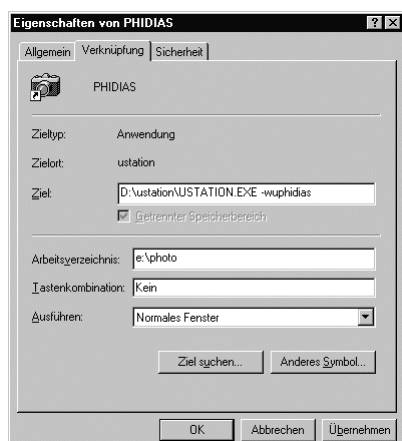 Eigenschaften von PHIDIAS
Allgemein Verknüpfung Sicherheit
PHIDIAS
Zieltyp: Anwendung
Zielort: ustation
Ziel: D:\ustation\USTATION.EXE -wuphidias
Getrennter Speicherbereich
Arbeitsverzeichnis: e:\photo
Tastenkombination: Kein
Ausführen: Normales Fenster
Ziel suchen... Anderes Symbol...
OK Abbrechen Übernehmen